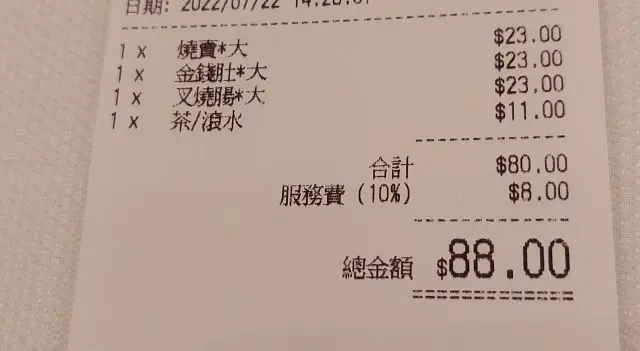 日期: 2022/07/22
1 x 燒賣*大 $23.00
1 x 金錢肚*大 $23.00
1 x 叉燒腸*大 $23.00
1 x 茶/滾水 $11.00
合計 $80.00
服務費 (10%) $8.00
總金額 $88.00